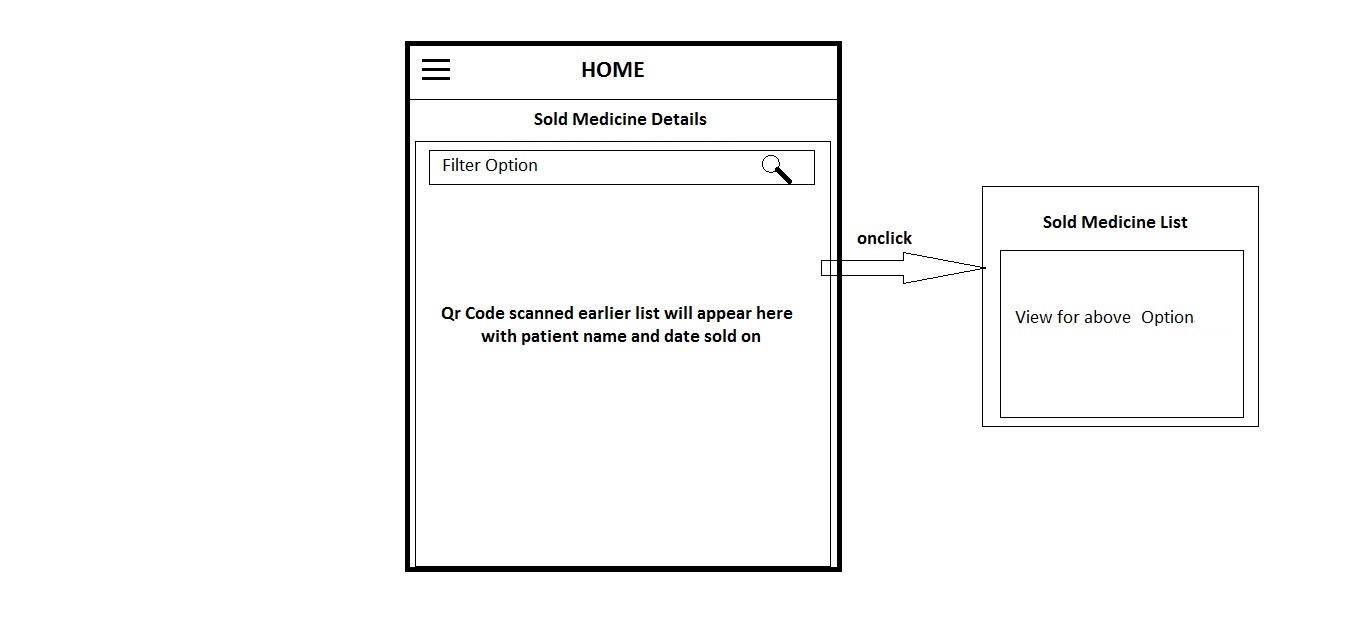 HOME
Sold Medicine Details
Filter Option
onclick
Qr Code scanned earlier list will appear here
with patient name and date sold on
Sold Medicine List
View for above Option